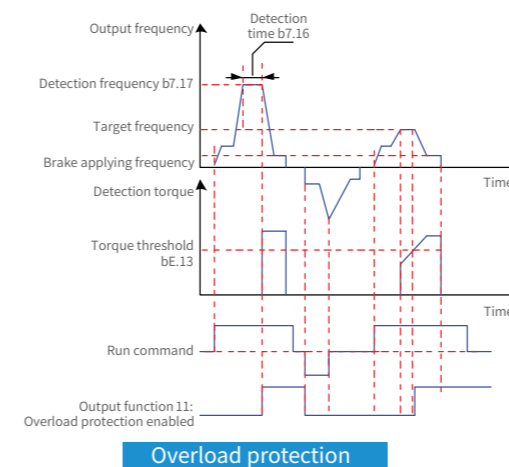 Output frequency
Detection
time b7.16
Detection frequency b7.17
Target frequency
Brake applying frequency
Time
Detection torque
Torque threshold
bE.13
Time
Run command
Output function 11:
Overload protection enabled
Overload protection